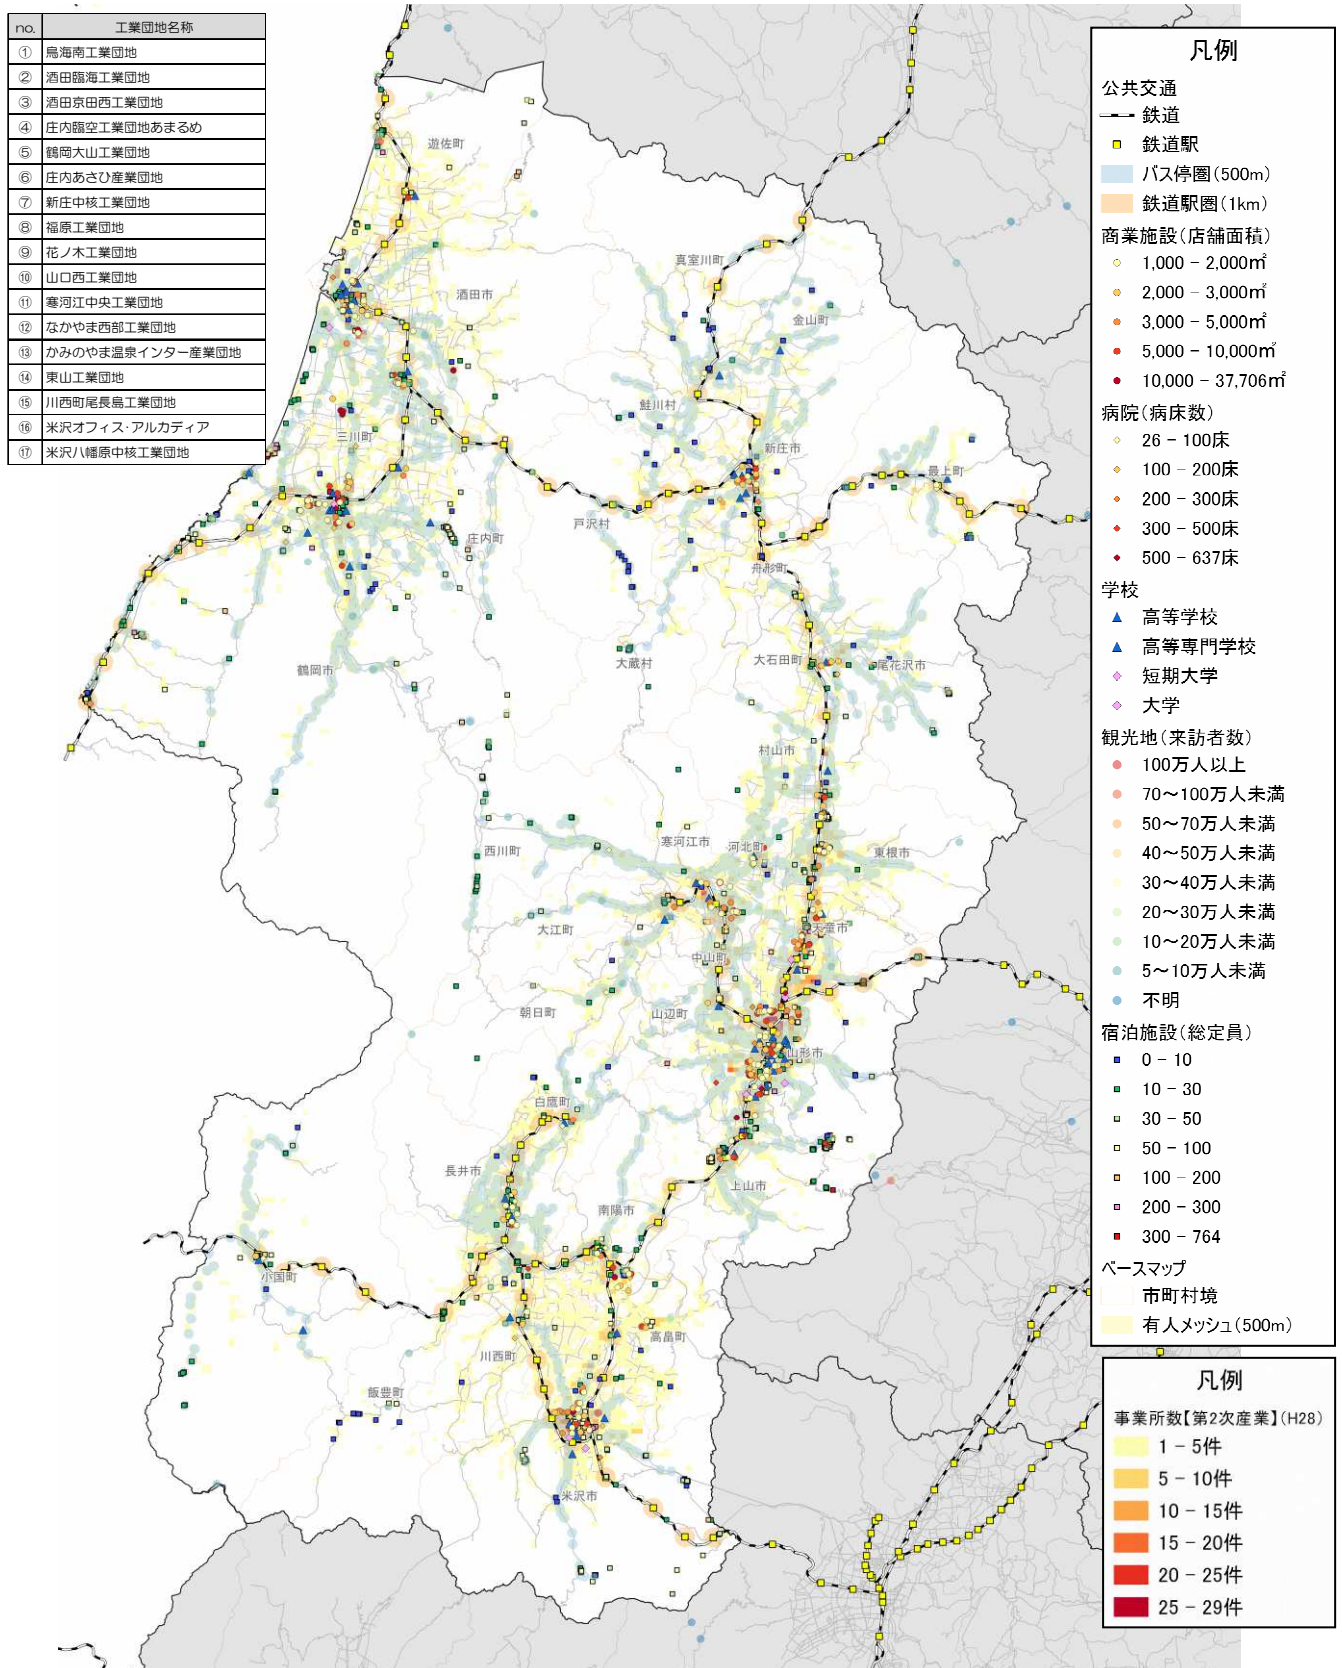 no. 工業団地名称
① 鳥海南工業団地
② 酒田臨海工業団地
③ 酒田京田西工業団地
④ 庄内臨空工業団地あまるめ
⑤ 鶴岡大山工業団地
⑥ 庄内あさひ産業団地
⑦ 新庄中核工業団地
⑧ 福原工業団地
⑨ 花ノ木工業団地
⑩ 山口西工業団地
⑪ 寒河江中央工業団地
⑫ なかやま西部工業団地
⑬ かみのやま温泉インター産業団地
⑭ 東山工業団地
⑮ 川西町尾長島工業団地
⑯ 米沢オフィス・アルカディア
⑰ 米沢八幡原中核工業団地
遊佐町
酒田市
真室川町
金山町
鮭川村
三川町
新庄市
最上町
戸沢村
庄内町
舟形町
大蔵村
大石田町
尾花沢市
鶴岡市
村山市
西川町
寒河江市
河北町
東根市
大江町
天童市
中山町
朝日町
山辺町
山形市
白鷹町
長井市
上山市
南陽市
小国町
川西町
高畠町
飯豊町
米沢市
凡例
公共交通
鉄道
鉄道駅
バス停圏(500m)
鉄道駅圏(1km)
商業施設(店舗面積)
1,000 - 2,000㎡
2,000 - 3,000㎡
3,000 - 5,000㎡
5,000 - 10,000㎡
10,000 - 37,706㎡
病院(病床数)
26 - 100床
100 - 200床
200 - 300床
300 - 500床
500 - 637床
学校
高等学校
高等専門学校
短期大学
大学
観光地(来訪者数)
100万人以上
70～100万人未満
50～70万人未満
40～50万人未満
30～40万人未満
20～30万人未満
10～20万人未満
5～10万人未満
不明
宿泊施設(総定員)
0 - 10
10 - 30
30 - 50
50 - 100
100 - 200
200 - 300
300 - 764
ベースマップ
市町村境
有人メッシュ(500m)
凡例
事業所数【第2次産業】(H28)
1 - 5件
5 - 10件
10 - 15件
15 - 20件
20 - 25件
25 - 29件